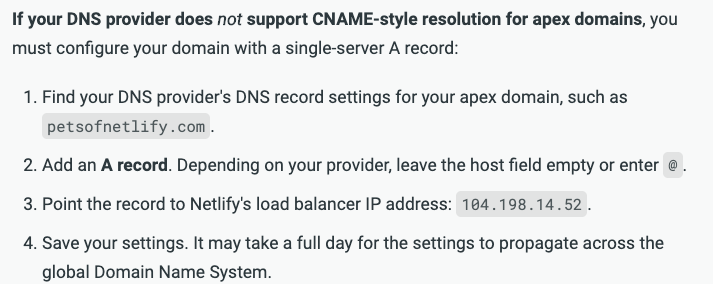 If your DNS provider does not support CNAME-style resolution for apex domains, you
must configure your domain with a single-server A record:
1. Find your DNS provider's DNS record settings for your apex domain, such as
petsofnetlify.com.
2. Add an A record. Depending on your provider, leave the host field empty or enter @.
3. Point the record to Netlify's load balancer IP address: 104.198.14.52.
4. Save your settings. It may take a full day for the settings to propagate across the
global Domain Name System.